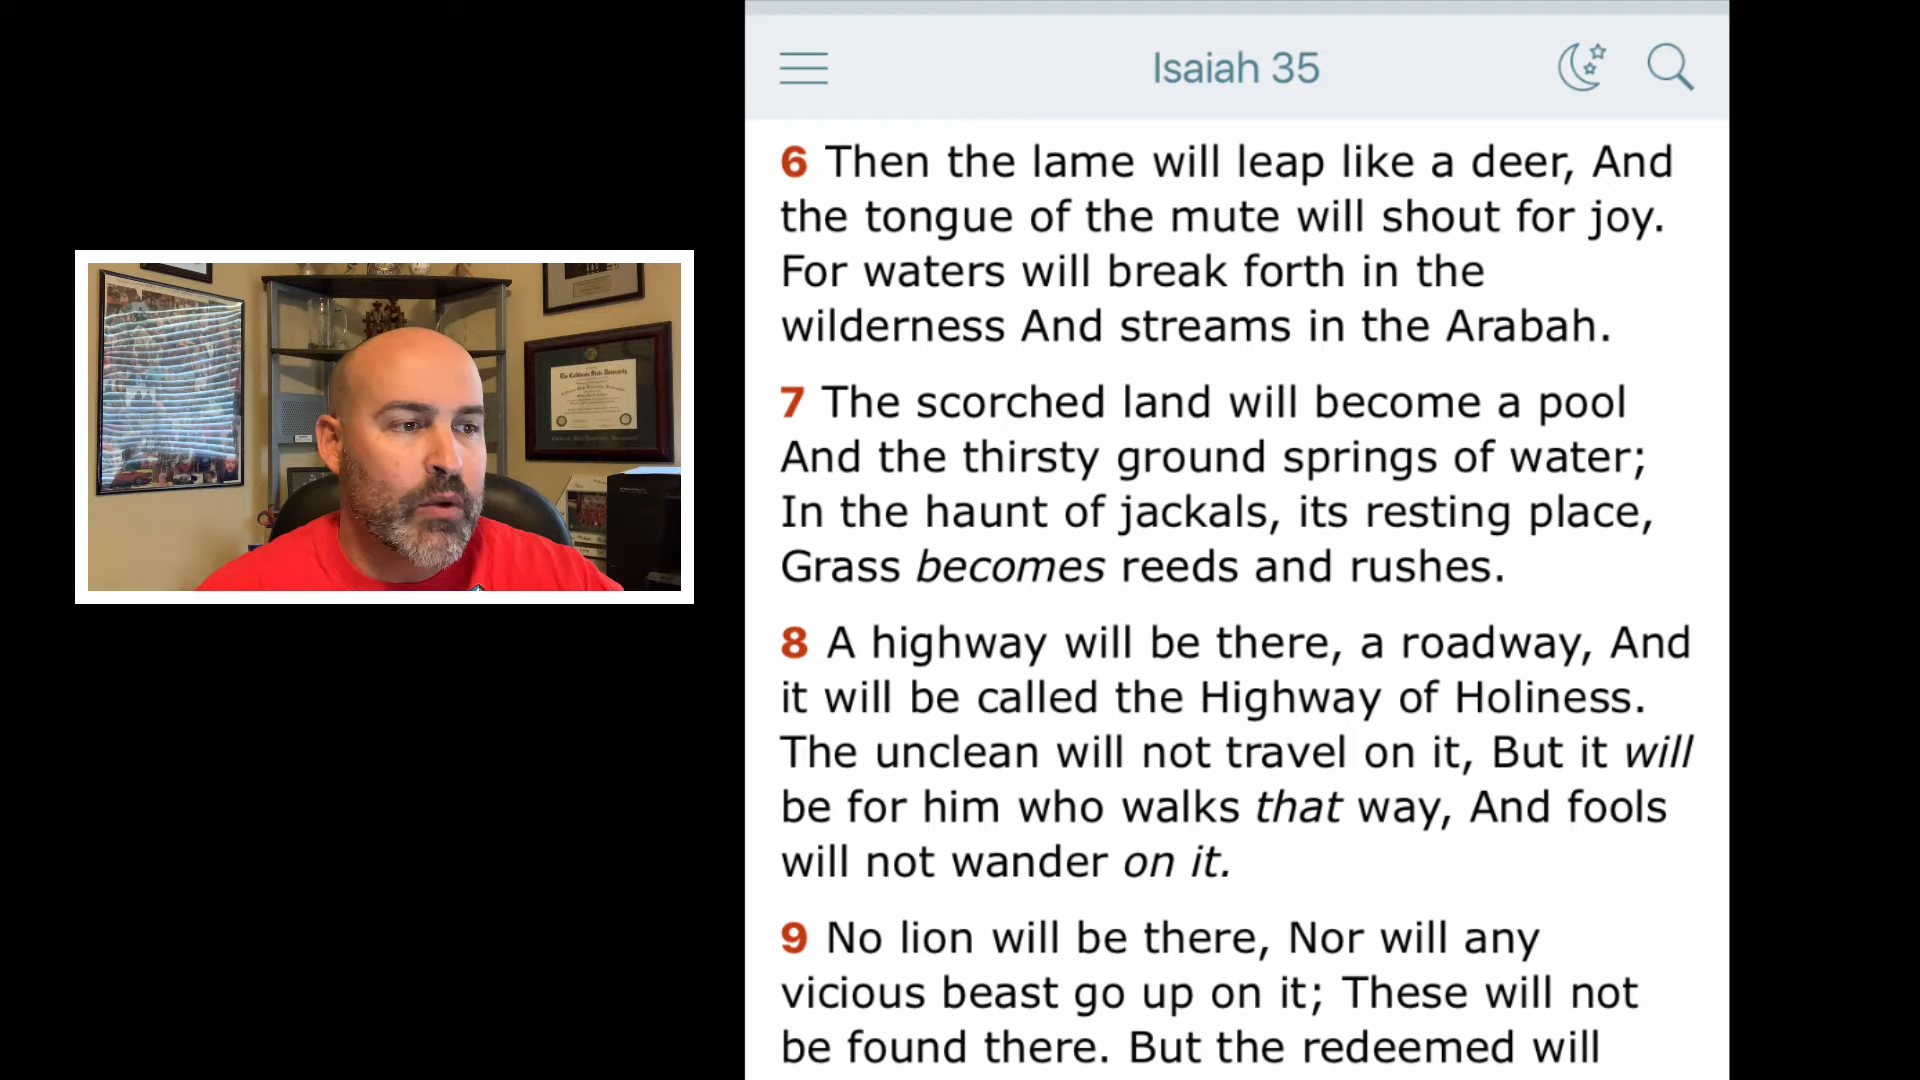 Isaiah 35
6 Then the lame will leap like a deer, And
the tongue of the mute will shout for joy.
For waters will break forth in the
wilderness And streams in the Arabah.
7 The scorched land will become a pool
And the thirsty ground springs of water;
In the haunt of jackals, its resting place,
Grass becomes reeds and rushes.
8 A highway will be there, a roadway, And
it will be called the Highway of Holiness.
The unclean will not travel on it, But it will
be for him who walks that way, And fools
will not wander on it.
9 No lion will be there, Nor will any
vicious beast go up on it; These will not
be found there. But the redeemed will
The California State University